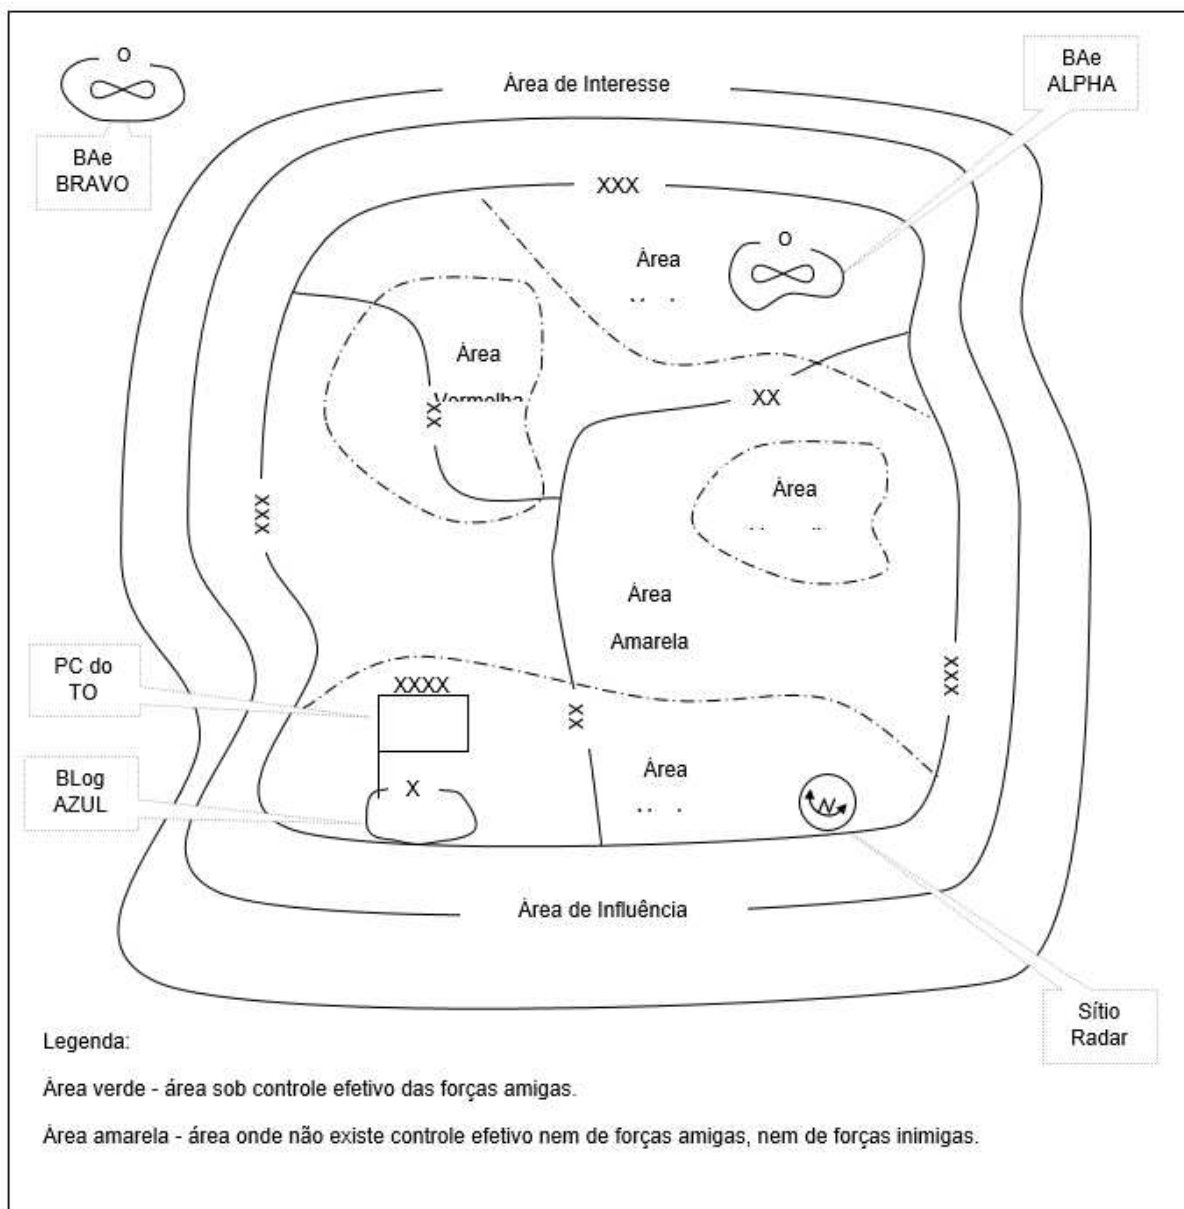 O
BAe
BRAVO
Área de Interesse
BAe
ALPHA
XXX
O
Área
Área
XX
XX
Área
XXX
Área
Amarela
PC do
TO
XXXX
XXX
XX
BLog
AZUL
X
Área
N
Área de Influência
Sítio
Radar
Legenda:
Área verde - área sob controle efetivo das forças amigas.
Área amarela - área onde não existe controle efetivo nem de forças amigas, nem de forças inimigas.